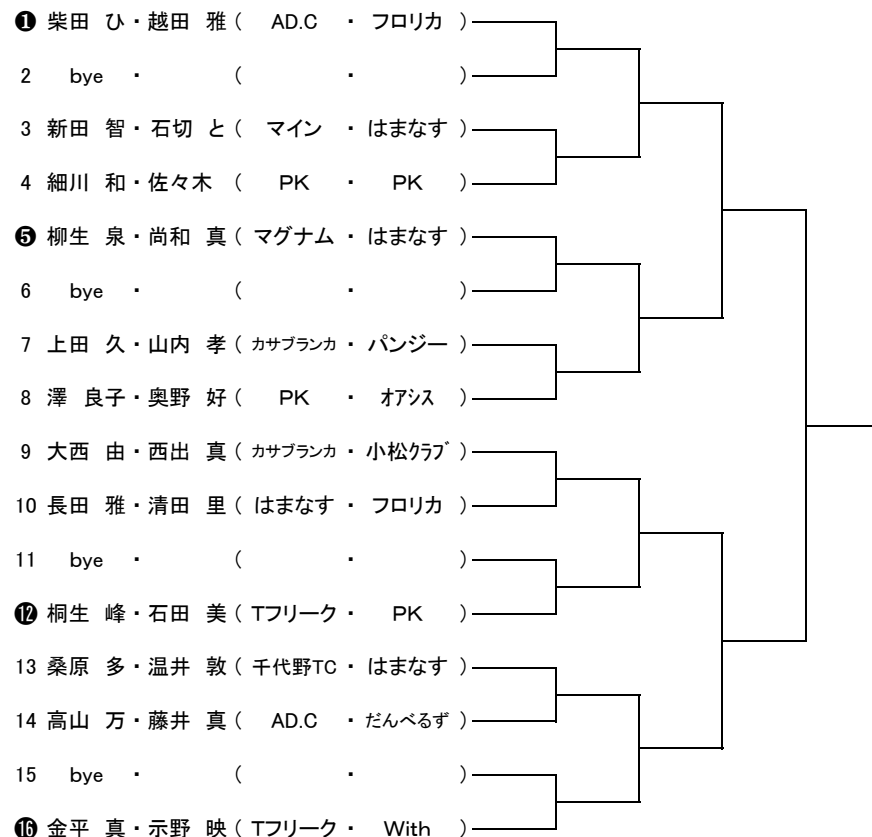 ❶ 柴田 ひ・越田 雅 ( AD.C ・ フロリカ )
2 bye ・ ( ・ )
3 新田 智・石切 と ( マイン ・ はまなす )
4 細川 和・佐々木 ( PK ・ PK )
❺ 柳生 泉・尚和 真 ( マグナム ・ はまなす )
6 bye ・ ( ・ )
7 上田 久・山内 孝 ( カサブランカ ・ パンジー )
8 澤 良子・奥野 好 ( PK ・ オアシス )
9 大西 由・西出 真 ( カサブランカ ・ 小松クラブ )
10 長田 雅・清田 里 ( はまなす ・ フロリカ )
11 bye ・ ( ・ )
⓬ 桐生 峰・石田 美 ( Tフリーク ・ PK )
13 桑原 多・温井 敦 ( 千代野TC ・ はまなす )
14 高山 万・藤井 真 ( AD.C ・ だんべるず )
15 bye ・ ( ・ )
⓰ 金平 真・示野 映 ( Tフリーク ・ With )